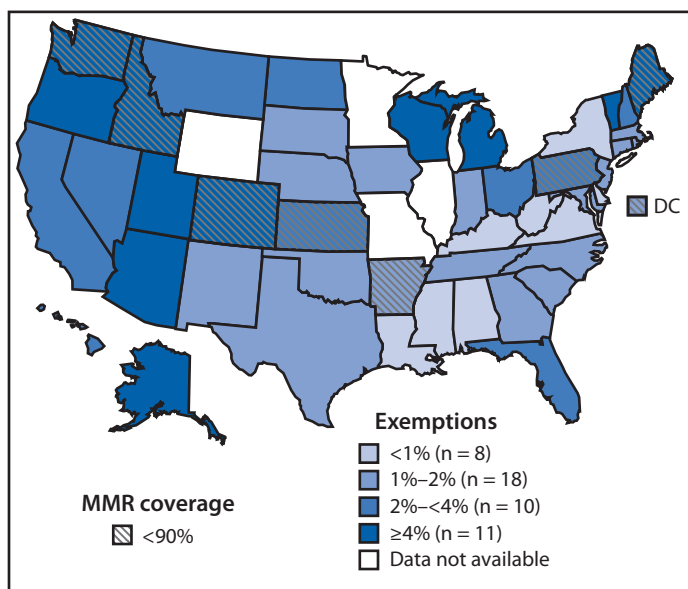 DC
Exemptions
<1% (n = 8)
1%–2% (n = 18)
2%–<4% (n = 10)
≥4% (n = 11)
Data not available
MMR coverage
<90%